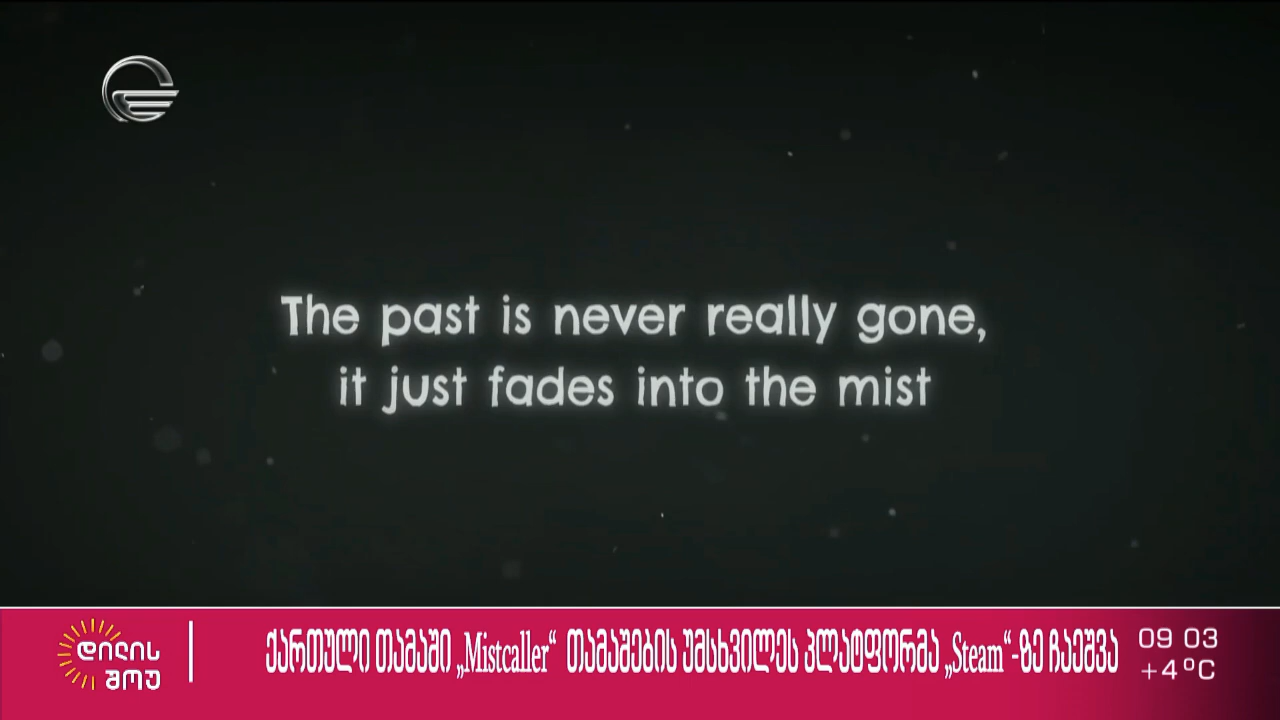 The past is never really gone,
it just fades into the mist
დილის
შოუ
ქართული თამაში „Mistcaller“ თამაშების უმსხვილეს პლატფორმა „Steam“-ზე ჩაეშვა
09 03
+4°C